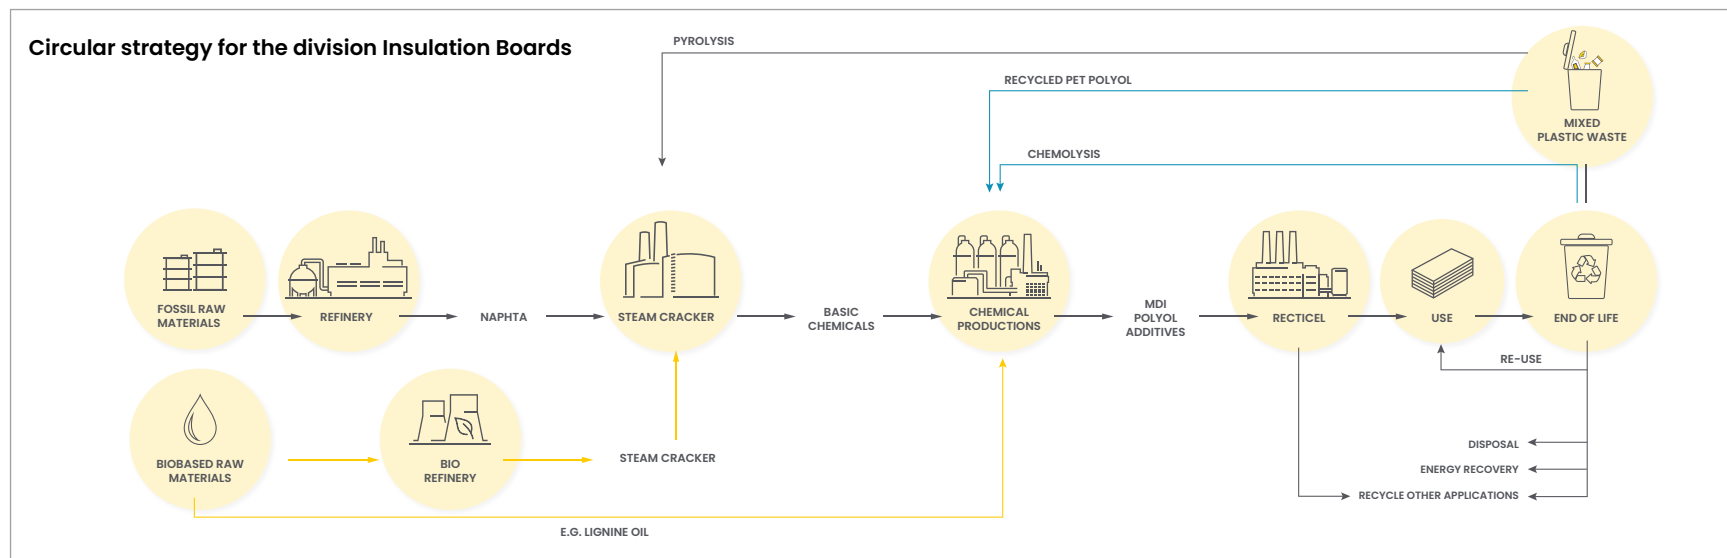 Circular strategy for the division Insulation Boards
PYROLYSIS
RECYCLED PET POLYOL
CHEMOLYSIS
MIXED
PLASTIC WASTE
FOSSIL RAW
MATERIALS
REFINERY
NAPHTA
STEAM CRACKER
BASIC
CHEMICALS
CHEMICAL
PRODUCTIONS
MDI
POLYOL
ADDITIVES
RECTICEL
USE
END OF LIFE
RE-USE
BIOBASED RAW
MATERIALS
BIO
REFINERY
STEAM CRACKER
DISPOSAL
ENERGY RECOVERY
RECYCLE OTHER APPLICATIONS
E.G. LIGNINE OIL